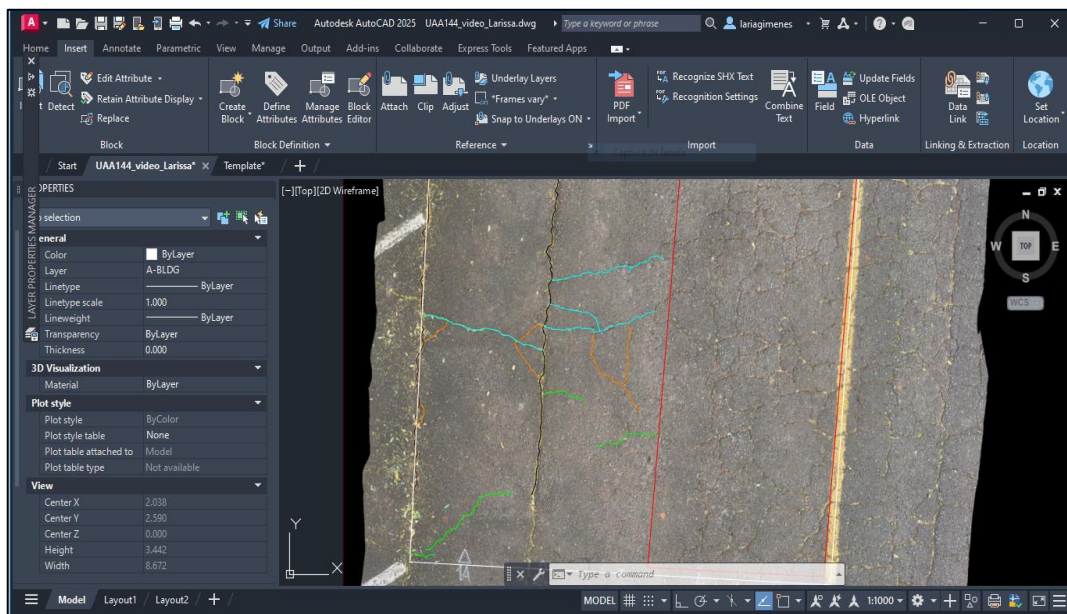 A Share Autodesk AutoCAD 2025 UAA144_video_Larissa.dwg Type a keyword or phrase lariagimenes
Home Insert Annotate Parametric View Manage Output Add-ins Collaborate Express Tools Featured Apps
Detect
Edit Attribute
Retain Attribute Display
Replace
Block
Create Block
Define Attributes
Manage Attributes
Block Editor
Block Definition
Attach
Clip
Adjust
Underlay Layers
*Frames vary*
Snap to Underlays ON
Reference
PDF Import
Recognize SHX Text
Recognition Settings
Combine Text
Import
Field
Update Fields
OLE Object
Hyperlink
Data
Data Link
Linking & Extraction
Set Location
Location
Start UAA144_video_Larissa* Template*
LAYER PROPERTIES MANAGER
OPERTIES
selection
eneral
Color ByLayer
Layer A-BLDG
Linetype ByLayer
Linetype scale 1.000
Lineweight ByLayer
Transparency ByLayer
Thickness 0.000
3D Visualization
Material ByLayer
Plot style
Plot style ByColor
Plot style table None
Plot table attached to Model
Plot table type Not available
View
Center X 2.038
Center Y 2.590
Center Z 0.000
Height 3.442
Width 8.672
[−][Top][2D Wireframe]
N
W TOP E
S
WCS
Y
X
Type a command
Model Layout1 Layout2 +
MODEL 1:1000